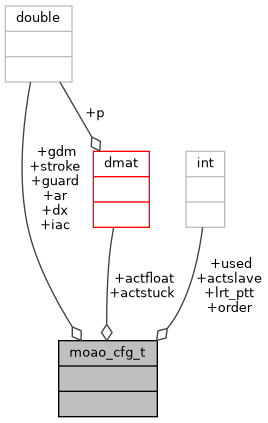 double
+p
+gdm
+stroke
+guard
+ar
+dx
+iac
dmat
int
+actfloat
+actstuck
+used
+actslave
+lrt_ptt
+order
moao_cfg_t